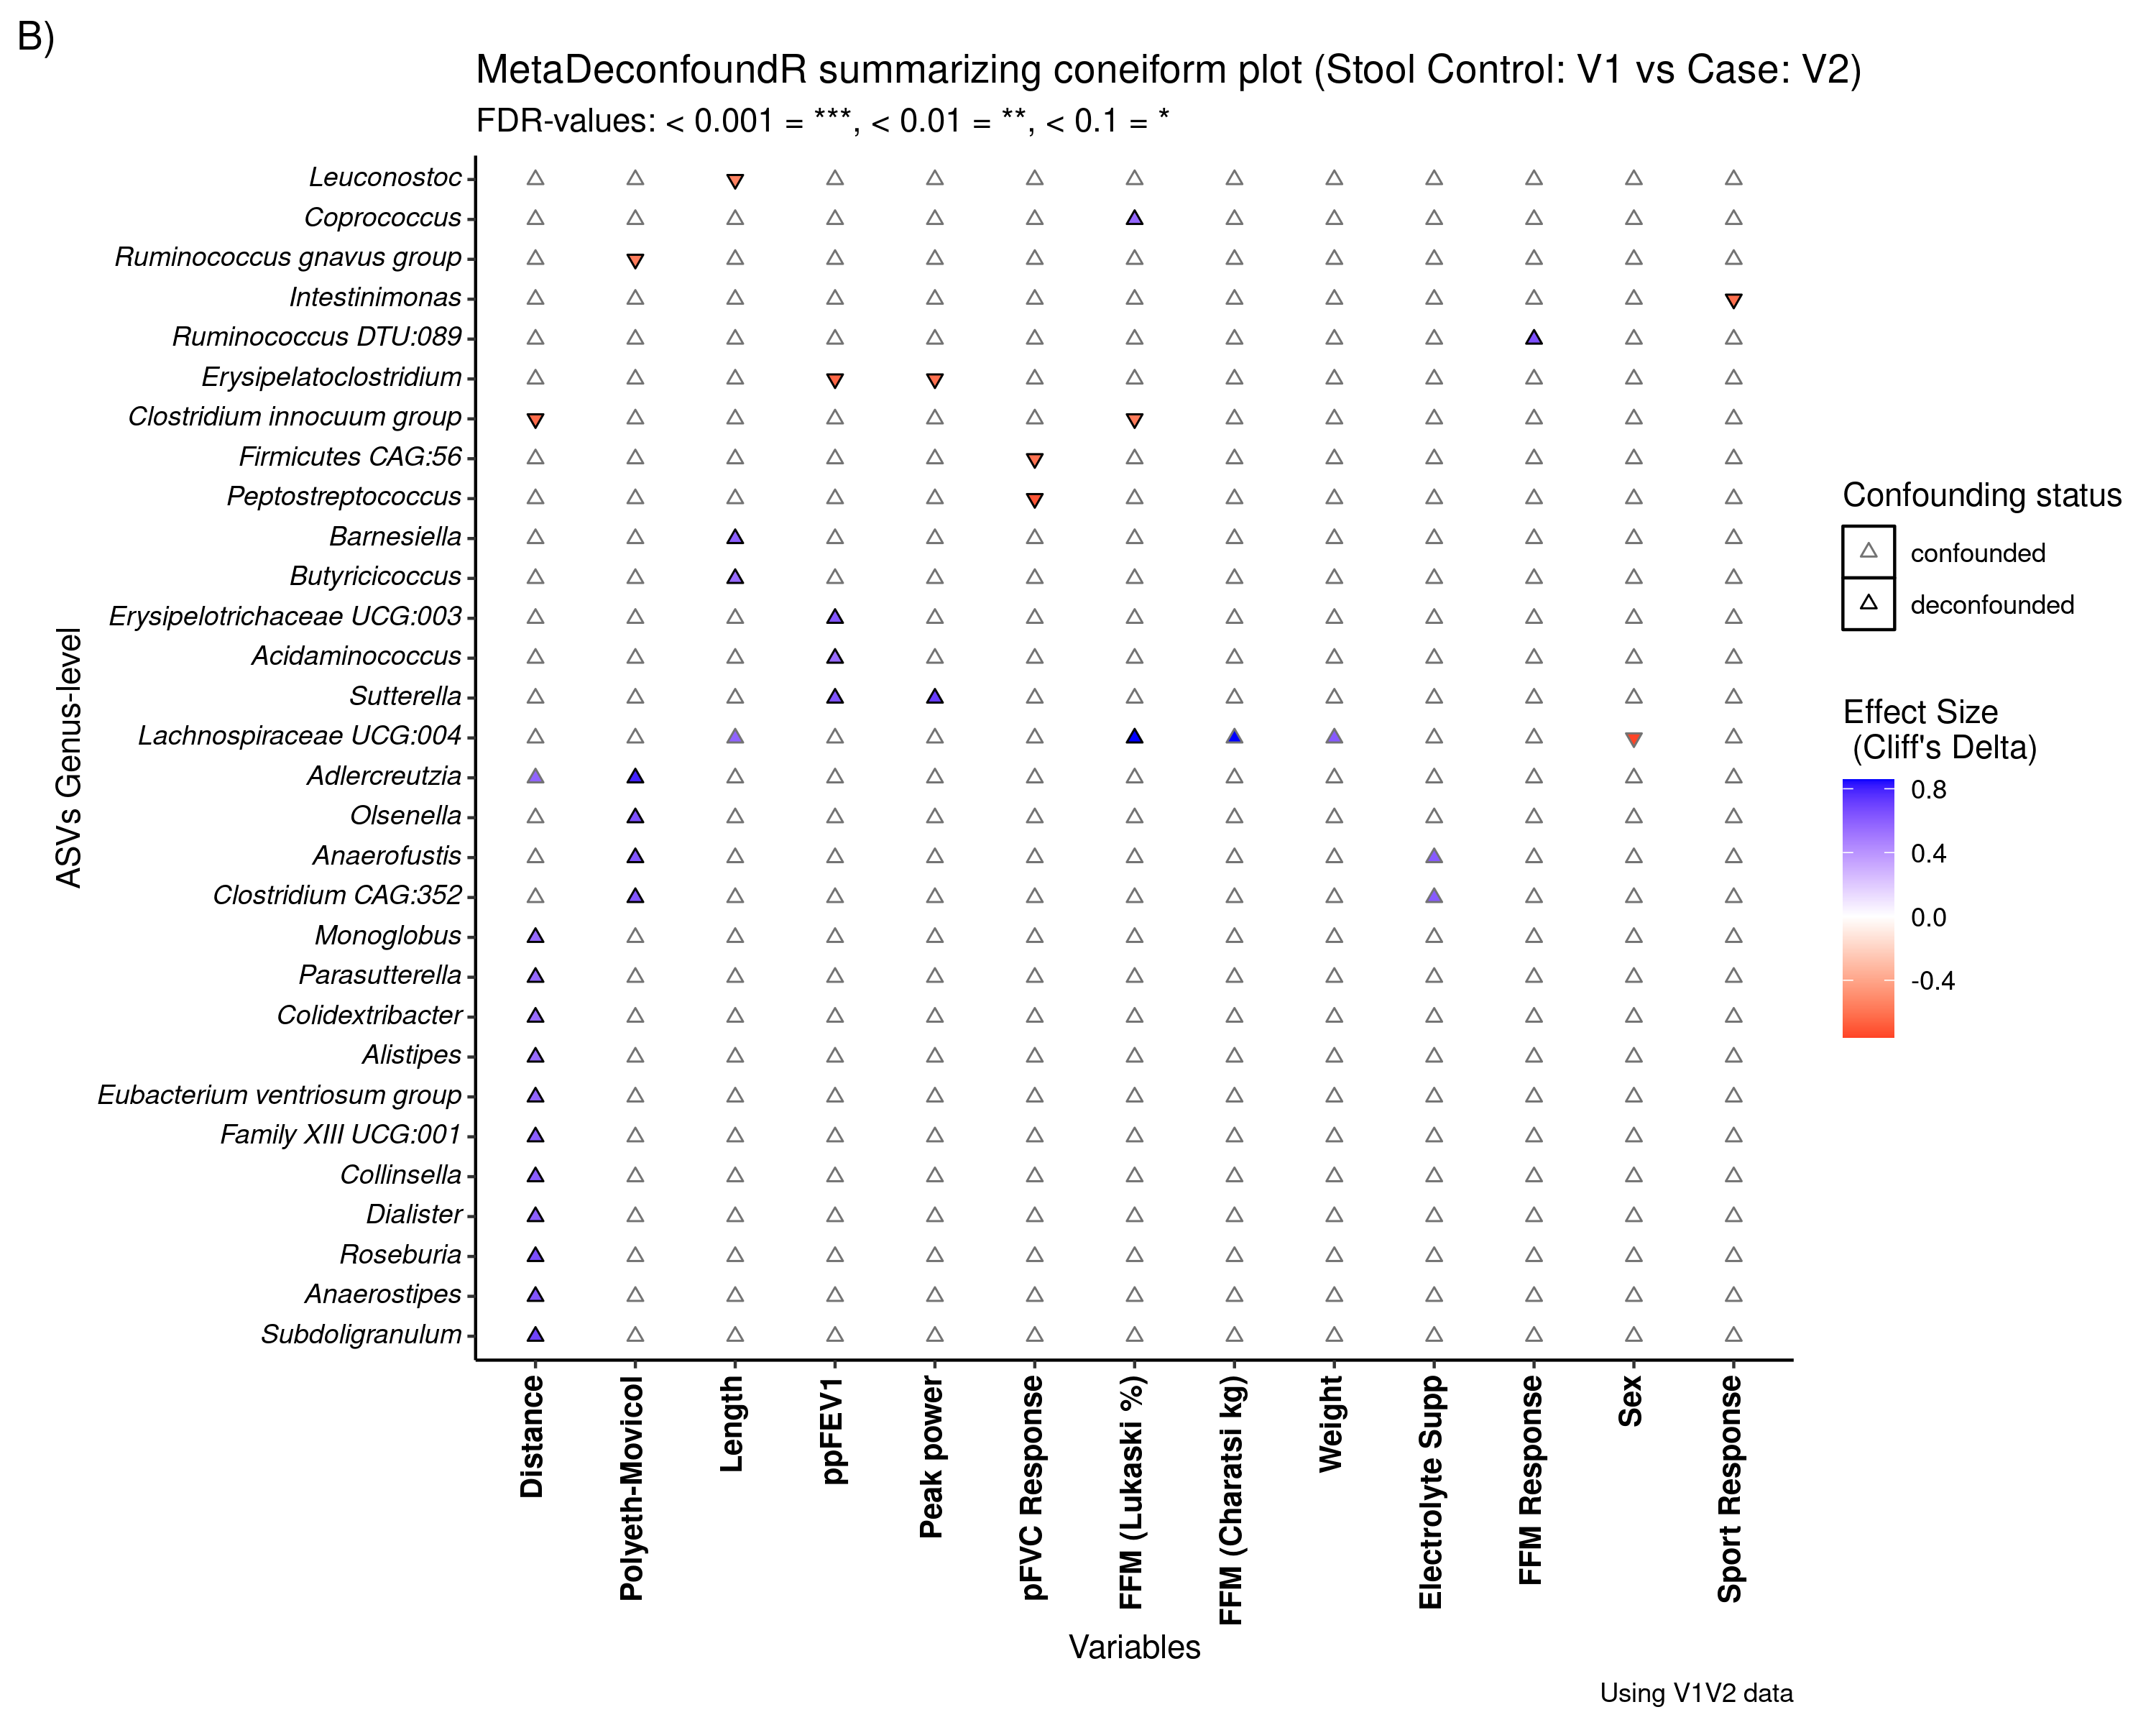 B)
MetaDeconfoundR summarizing coneiform plot (Stool Control: V1 vs Case: V2)
FDR-values: < 0.001 = ***, < 0.01 = **, < 0.1 = *
ASVs Genus-level
Leuconostoc
Coprococcus
Ruminococcus gnavus group
Intestinimonas
Ruminococcus DTU:089
Erysipelatoclostridium
Clostridium innocuum group
Firmicutes CAG:56
Peptostreptococcus
Barnesiella
Butyricicoccus
Erysipelotrichaceae UCG:003
Acidaminococcus
Sutterella
Lachnospiraceae UCG:004
Adlercreutzia
Olsenella
Anaerofustis
Clostridium CAG:352
Monoglobus
Parasutterella
Colidextribacter
Alistipes
Eubacterium ventriosum group
Family XIII UCG:001
Collinsella
Dialister
Roseburia
Anaerostipes
Subdoligranulum
Distance
Polyeth-Movicol
Length
ppFEV1
Peak power
pFVC Response
FFM (Lukaski %)
FFM (Charatsi kg)
Weight
Electrolyte Supp
FFM Response
Sex
Sport Response
Variables
Confounding status
confounded
deconfounded
Effect Size
(Cliff's Delta)
0.8
0.4
0.0
-0.4
Using V1V2 data